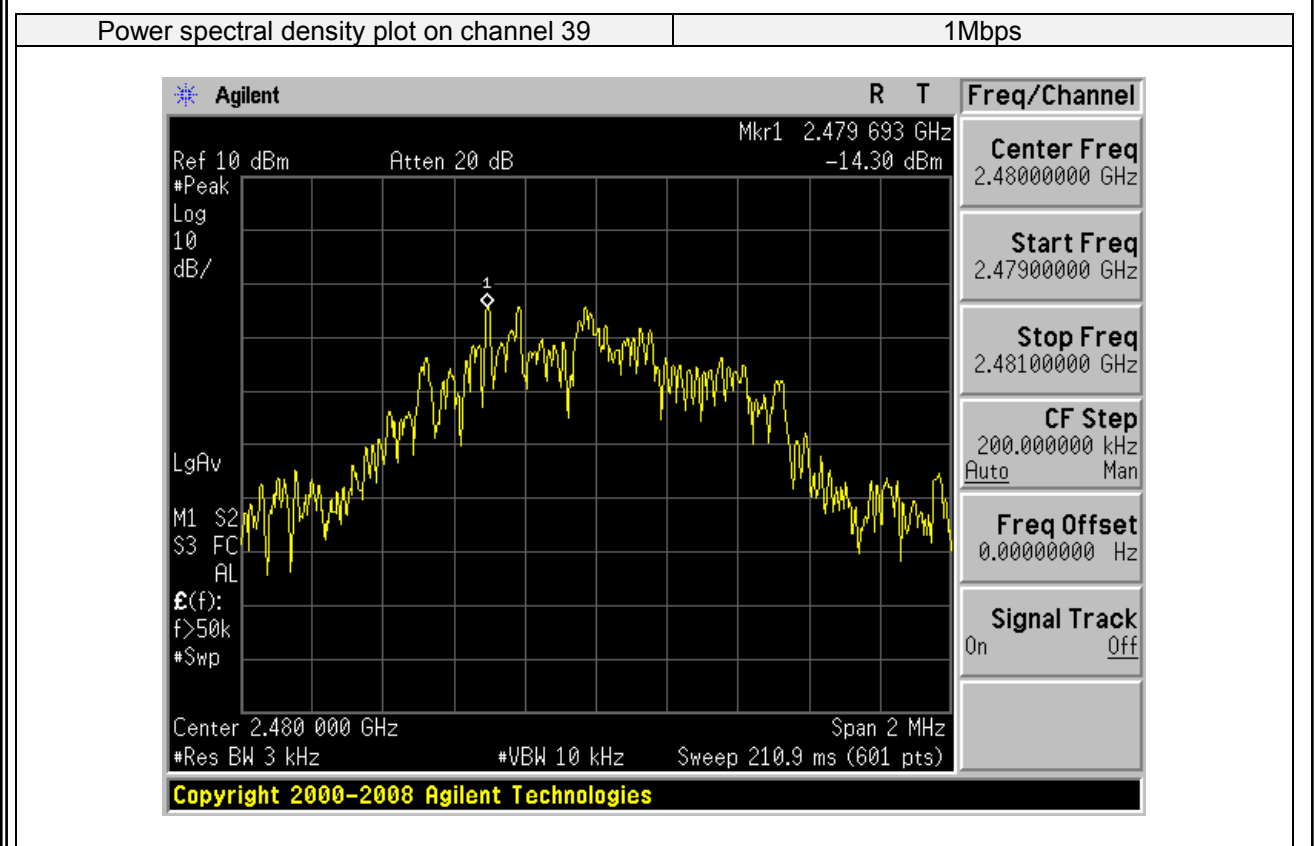 Power spectral density plot on channel 39 1Mbps
Agilent R T Freq/Channel
Mkr1 2.479 693 GHz
Ref 10 dBm Atten 20 dB -14.30 dBm
#Peak
Log
10
dB/
1
LgAv
M1 S2
S3 FC
AL
£(f):
f>50k
#Swp
Center 2.480 000 GHz Span 2 MHz
#Res BW 3 kHz #VBW 10 kHz Sweep 210.9 ms (601 pts)
Center Freq
2.48000000 GHz
Start Freq
2.47900000 GHz
Stop Freq
2.48100000 GHz
CF Step
200.000000 kHz
Auto Man
Freq Offset
0.00000000 Hz
Signal Track
On Off
Copyright 2000-2008 Agilent Technologies